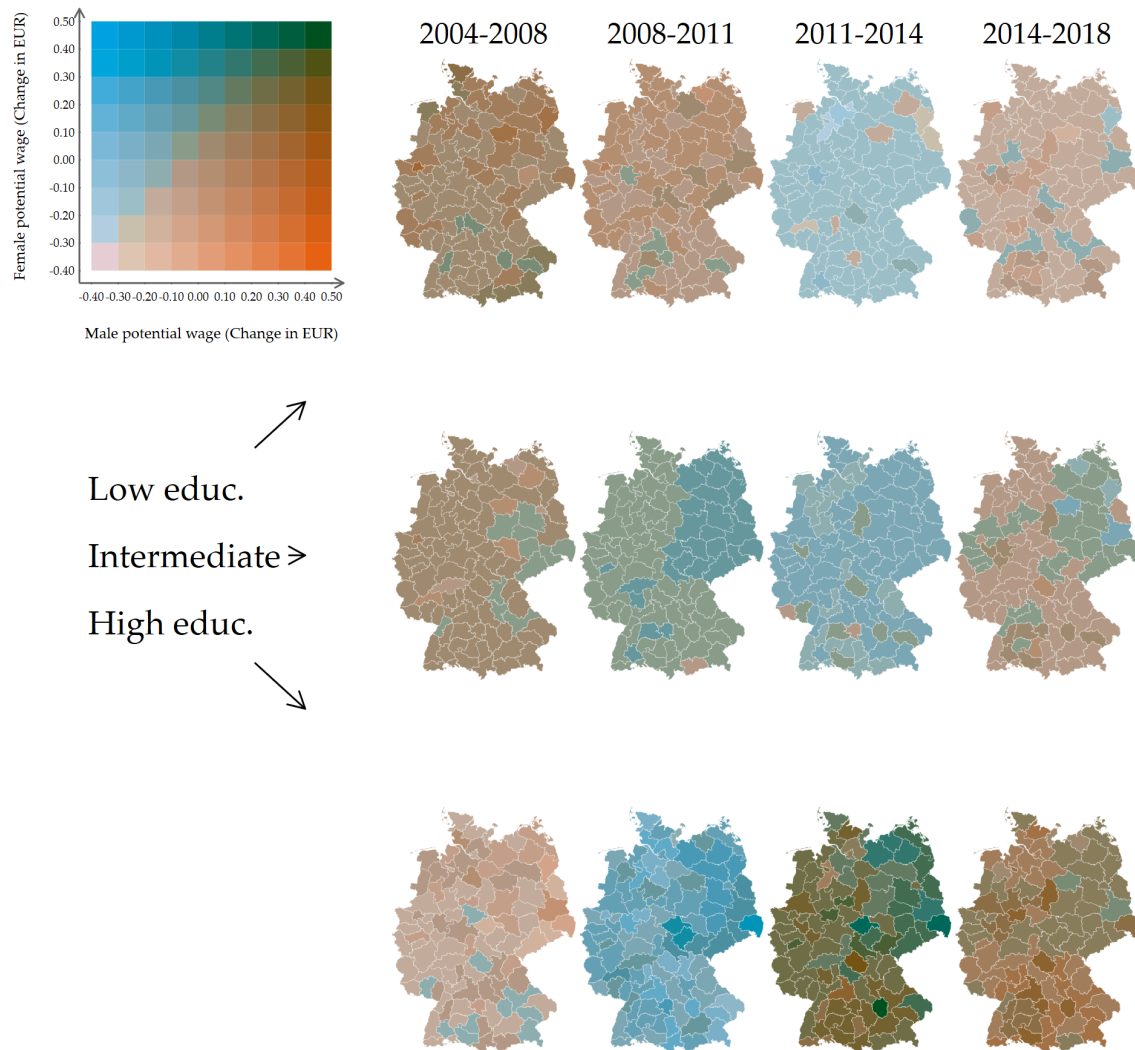 2004-2008 2008-2011 2011-2014 2014-2018
Female potential wage (Change in EUR)
0.50
0.40
0.30
0.20
0.10
0.00
-0.10
-0.20
-0.30
-0.40
-0.40 -0.30 -0.20 -0.10 0.00 0.10 0.20 0.30 0.40 0.50
Male potential wage (Change in EUR)
Low educ.
Intermediate
High educ.